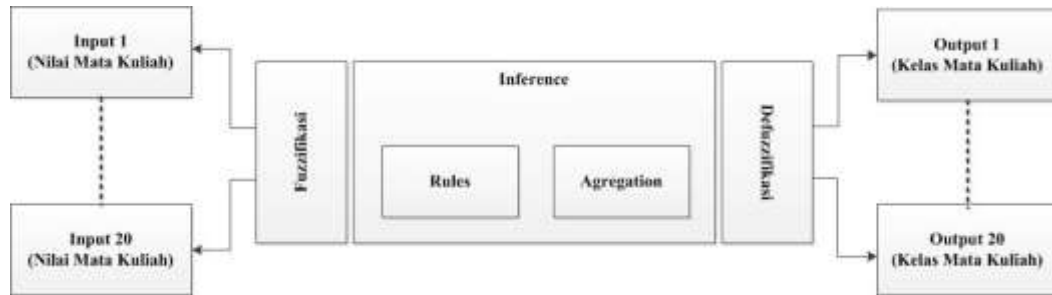 Input 1
(Nilai Mata Kuliah)
Input 20
(Nilai Mata Kuliah)
Fuzzifikasi
Inference
Rules
Agregation
Defuzzifikasi
Output 1
(Kelas Mata Kuliah)
Output 20
(Kelas Mata Kuliah)